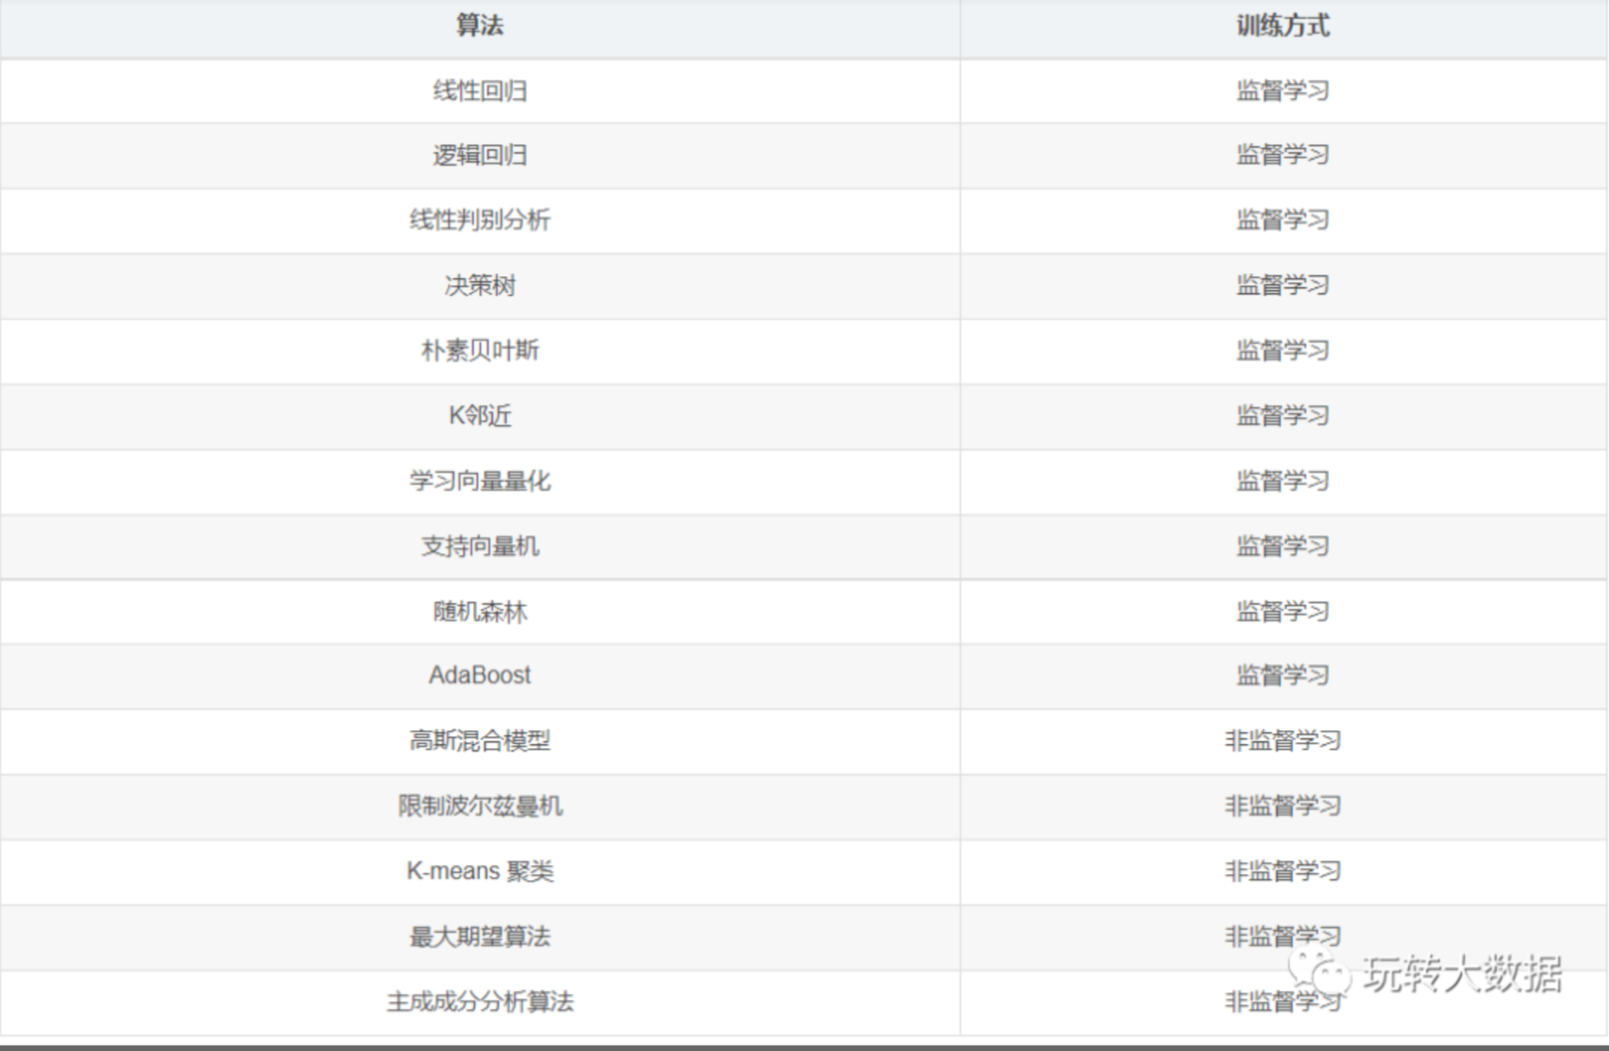 算法 训练方式
线性回归 监督学习
逻辑回归 监督学习
线性判别分析 监督学习
决策树 监督学习
朴素贝叶斯 监督学习
K邻近 监督学习
学习向量量化 监督学习
支持向量机 监督学习
随机森林 监督学习
AdaBoost 监督学习
高斯混合模型 非监督学习
限制波尔兹曼机 非监督学习
K-means 聚类 非监督学习
最大期望算法 非监督学习
玩转大数据
主成成分分析算法 非监督学习